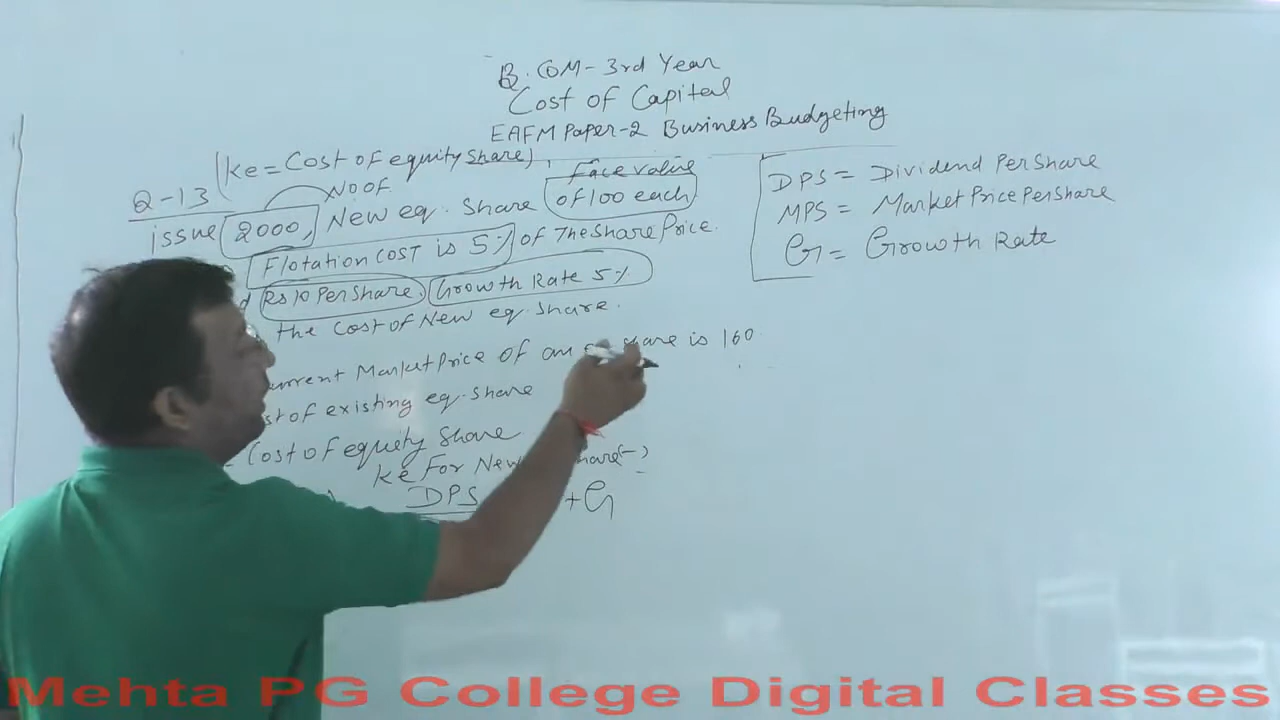 B. COM- 3rd Year
Cost of Capital
EAFM Paper-2 Business Budgeting
(Ke = Cost of equity share),
Q-13
No of
Face value
issue 2000, New eq. share of 100 each
Flotation Cost is 5% of The Share Price.
d Rs 10 Per Share. Growth Rate 5%
the Cost of New eq. Share.
urrent Market Price of an is 160
st of existing eq. share
Cost of equity Share
Ke For New
DPS + G
DPS = Dividend Per Share
MPS = Market Price Per Share
G = Growth Rate
Mehta PG College Digital Classes